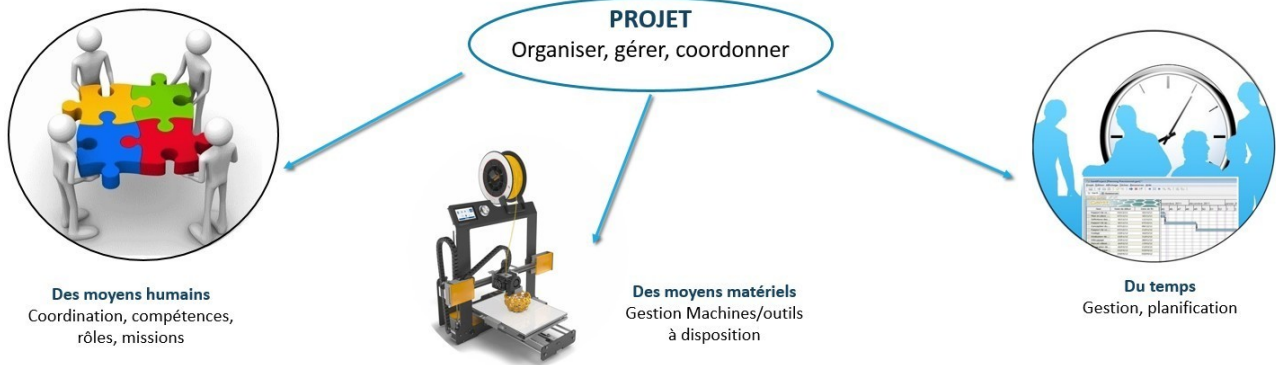 PROJET
Organiser, gérer, coordonner
Des moyens humains
Coordination, compétences,
rôles, missions
Des moyens matériels
Gestion Machines/outils
à disposition
Du temps
Gestion, planification